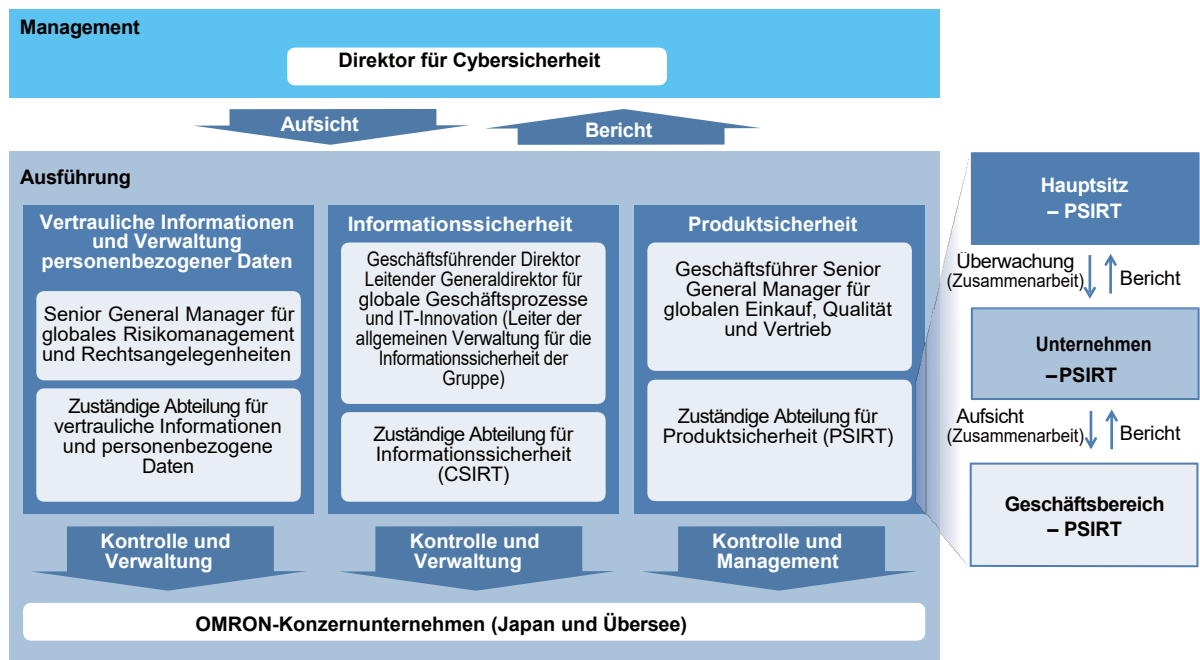 Management
Direktor für Cybersicherheit
Aufsicht
Bericht
Ausführung
Vertrauliche Informationen
und Verwaltung
personenbezogener Daten
Senior General Manager für
globales Risikomanagement
und Rechtsangelegenheiten
Zuständige Abteilung für
vertrauliche Informationen
und personenbezogene
Daten
Informationssicherheit
Geschäftsführender Direktor
Leitender Generaldirektor für
globale Geschäftsprozesse
und IT-Innovation (Leiter der
allgemeinen Verwaltung für die
Informationssicherheit der
Gruppe)
Zuständige Abteilung für
Informationssicherheit
(CSIRT)
Produktsicherheit
Geschäftsführer Senior
General Manager für
globalen Einkauf, Qualität
und Vertrieb
Zuständige Abteilung für
Produktsicherheit (PSIRT)
Kontrolle und
Verwaltung
Kontrolle und
Verwaltung
Kontrolle und
Management
OMRON-Konzernunternehmen (Japan und Übersee)
Hauptsitz
– PSIRT
Überwachung
(Zusammenarbeit)
Bericht
Unternehmen
–PSIRT
Aufsicht
(Zusammenarbeit)
Bericht
Geschäftsbereich
– PSIRT